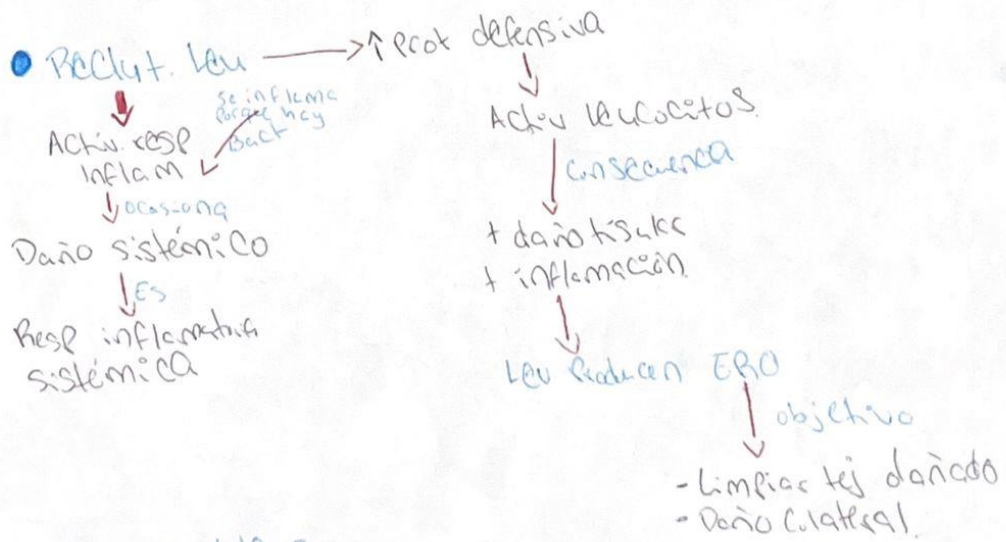 Reclut. Leu
↑ prot defensiva
Se inflama
porque hay
Bact
Activ. resp
Inflam
ocasiona
Daño sistémico
Es
Resp inflamatoria
sistémica
Activ leucocitos
Consecuencia
+ daño tisular
+ inflamación
Leu Producen ERO
objetivo
- Limpiar tej dañado
- Daño Colateral